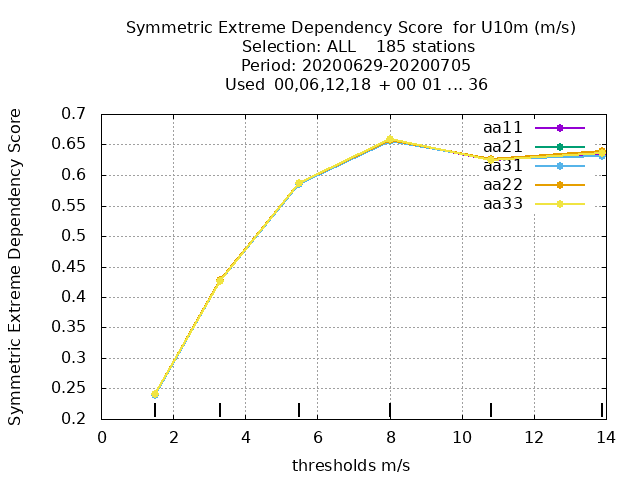 Symmetric Extreme Dependency Score  for U10m (m/s)
Selection: ALL    185 stations
Period: 20200629-20200705
Used  00,06,12,18  + 00 01 ... 36
Symmetric Extreme Dependency Score
0.7
0.65
0.6
0.55
0.5
0.45
0.4
0.35
0.3
0.25
0.2
aa11
aa21
aa31
aa22
aa33
0 2 4 6 8 10 12 14
thresholds m/s